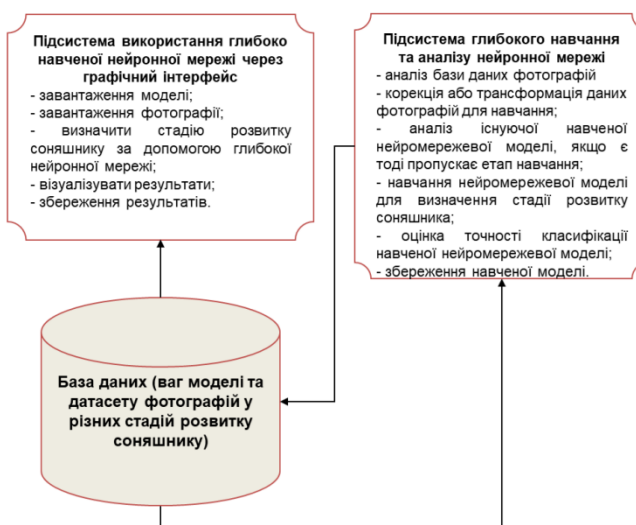 Підсистема використання глибоко
навченої нейронної мережі через
графічний інтерфейс
- завантаження моделі;
- завантаження фотографії;
- визначити стадію розвитку
соняшнику за допомогою глибокої
нейронної мережі;
- візуалізувати результати;
- збереження результатів.
Підсистема глибокого навчання
та аналізу нейронної мережі
- аналіз бази даних фотографій
- корекція або трансформація даних
фотографій для навчання;
- аналіз існуючої навченої
нейромережевої моделі, якщо є
тоді пропускає етап навчання;
- навчання нейромережевої моделі
для визначення стадії розвитку
соняшника;
- оцінка точності класифікації
навченої нейромережевої моделі;
- збереження навченої моделі.
База даних (ваг моделі та
датасету фотографій у
різних стадій розвитку
соняшнику)